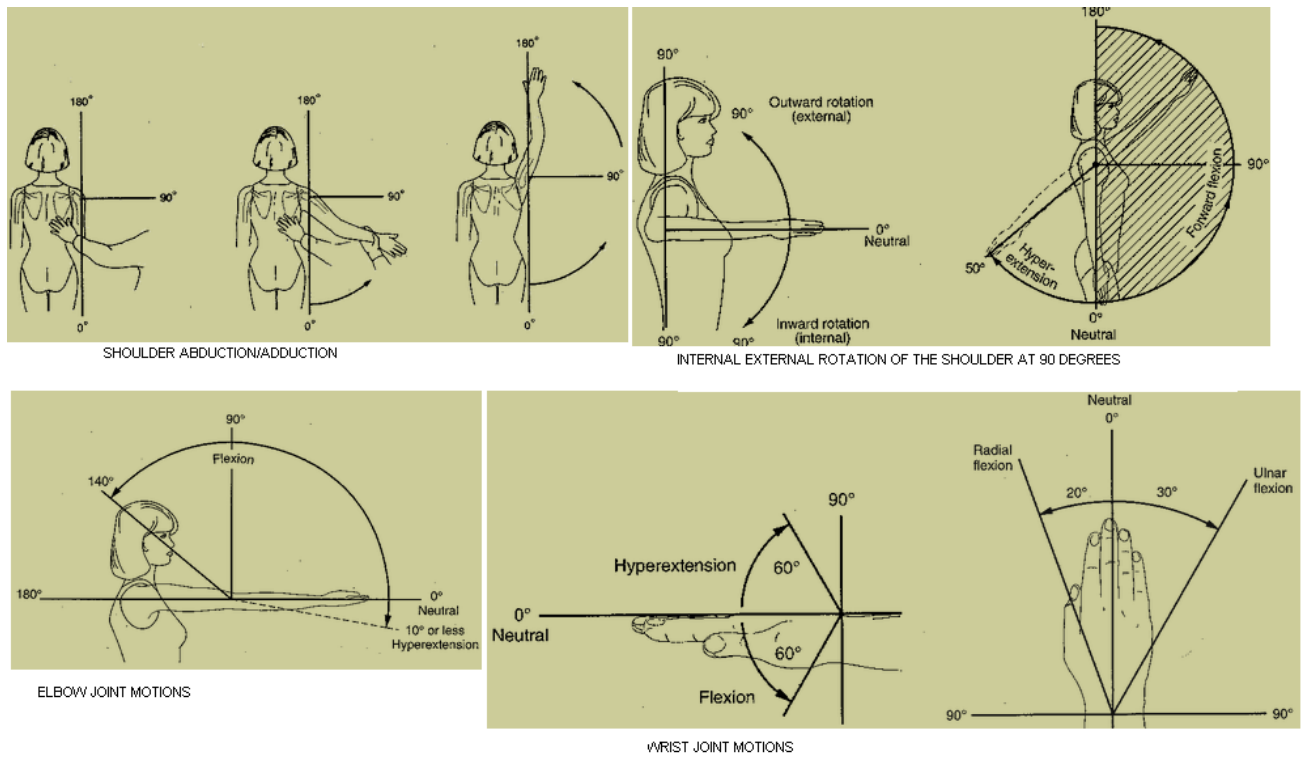 180°
90°
0°
180°
90°
0°
180°
90°
0°
SHOULDER ABDUCTION/ADDUCTION
90°
90°
Outward rotation
(external)
0°
Neutral
Inward rotation
(internal)
90°
90°
180°
90°
Forward flexion
Hyper-
extension
50°
0°
Neutral
INTERNAL EXTERNAL ROTATION OF THE SHOULDER AT 90 DEGREES
90°
Flexion
140°
180°
0°
Neutral
10° or less
Hyperextension
ELBOW JOINT MOTIONS
90°
Hyperextension
60°
0°
Neutral
60°
Flexion
Neutral
0°
Radial
flexion
20°
30°
Ulnar
flexion
90°
90°
WRIST JOINT MOTIONS